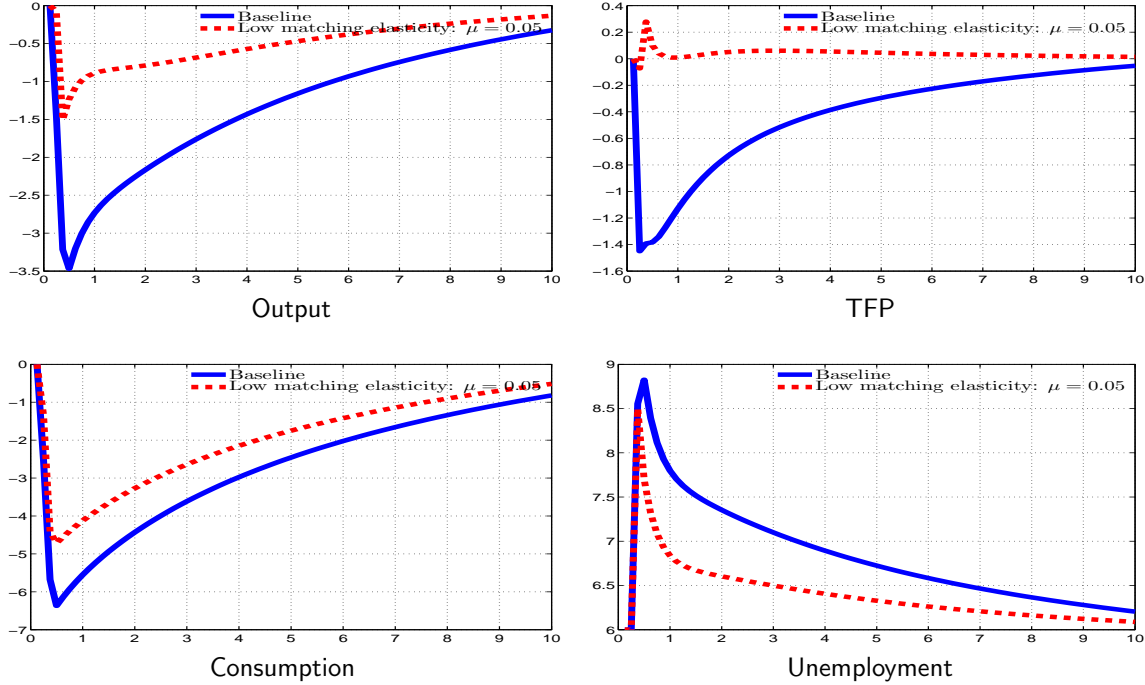 Baseline
Low matching elasticity: μ = 0.05
0
−0.5
−1
−1.5
−2
−2.5
−3
−3.5
0 1 2 3 4 5 6 7 8 9 10
Output
Baseline
Low matching elasticity: μ = 0.05
0.4
0.2
0
−0.2
−0.4
−0.6
−0.8
−1
−1.2
−1.4
−1.6
0 1 2 3 4 5 6 7 8 9 10
TFP
Baseline
Low matching elasticity: μ = 0.05
0
−1
−2
−3
−4
−5
−6
−7
0 1 2 3 4 5 6 7 8 9 10
Consumption
Baseline
Low matching elasticity: μ = 0.05
9
8.5
8
7.5
7
6.5
6
0 1 2 3 4 5 6 7 8 9 10
Unemployment